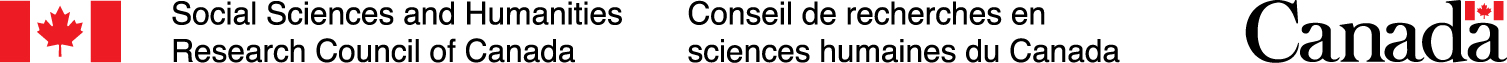 Social Sciences and Humanities
Research Council of Canada
Conseil de recherches en
sciences humaines du Canada
Canada